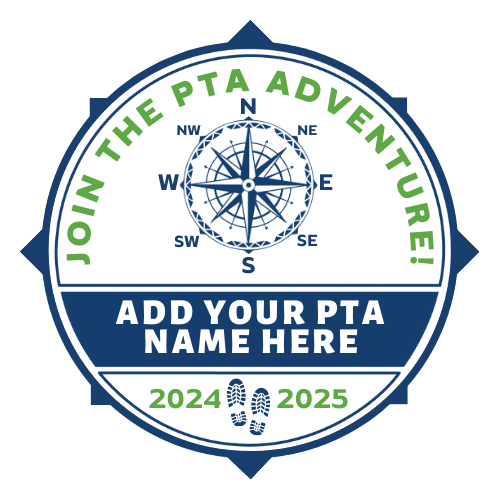 JOIN THE PTA ADVENTURE!
N
NW NE
W E
SW SE
S
ADD YOUR PTA
NAME HERE
2024 2025